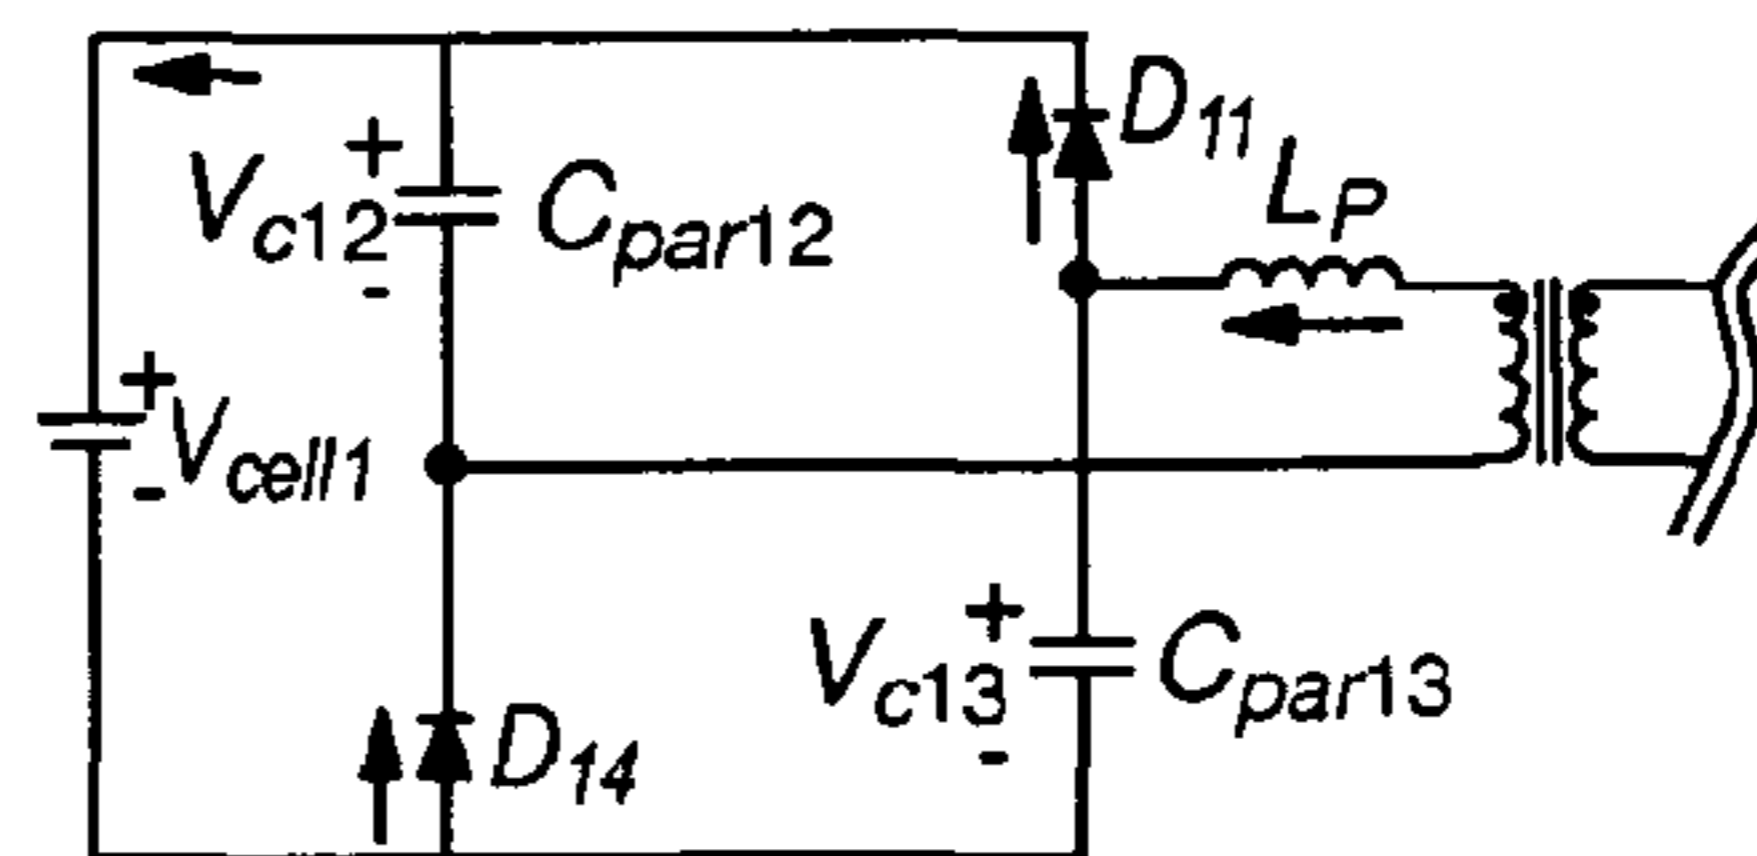 D11
LP
+
Vc12
-
Cpar12
+
Vcell1
-
+
Vc13
-
Cpar13
D14